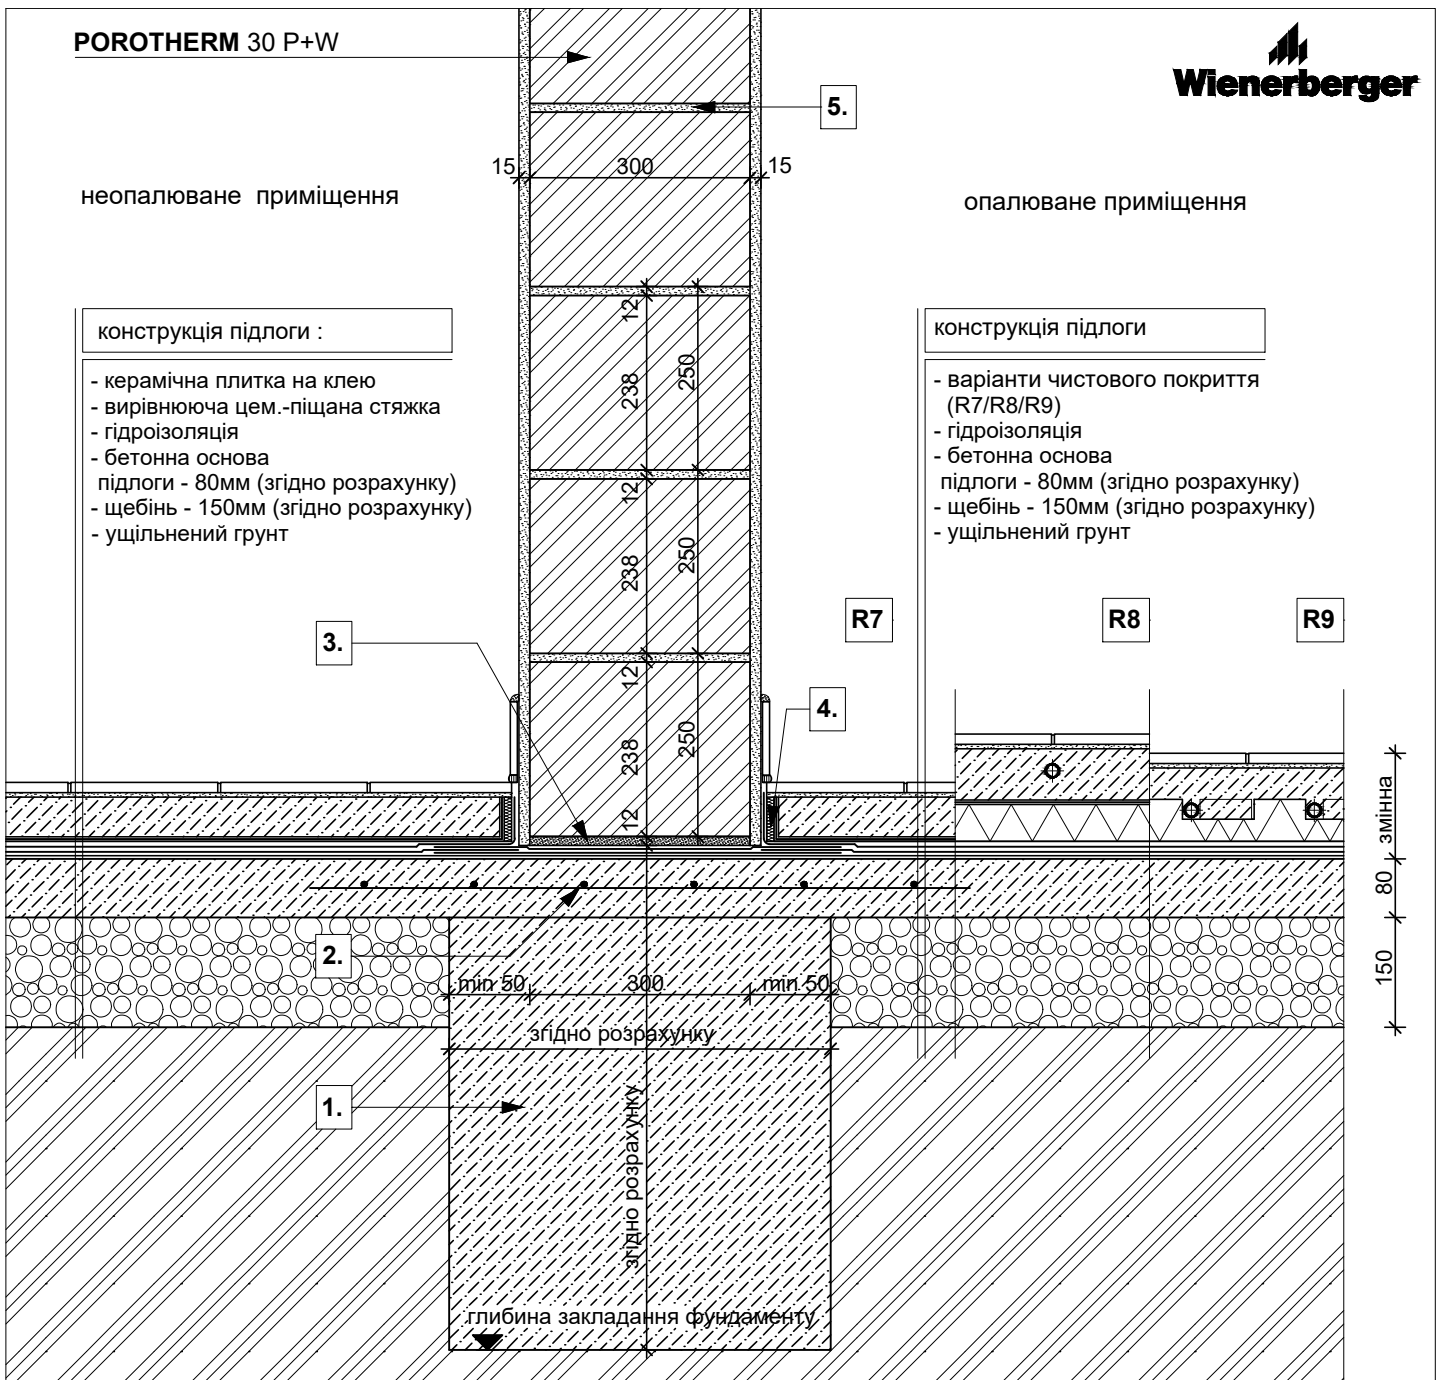 POROTHERM 30 P+W
Wienerberger
5.
15
300
15
неопалюване приміщення
опалюване приміщення
конструкція підлоги :
- керамічна плитка на клею
- вирівнююча цем.-піщана стяжка
- гідроізоляція
- бетонна основа
підлоги - 80мм (згідно розрахунку)
- щебінь - 150мм (згідно розрахунку)
- ущільнений грунт
конструкція підлоги
- варіанти чистового покриття
(R7/R8/R9)
- гідроізоляція
- бетонна основа
підлоги - 80мм (згідно розрахунку)
- щебінь - 150мм (згідно розрахунку)
- ущільнений грунт
12
238
250
12
238
250
12
238
250
12
R7
R8
R9
3.
4.
змінна
80
150
2.
min 50
300
min 50
згідно розрахунку
1.
згідно розрахунку
глибина закладання фундаменту